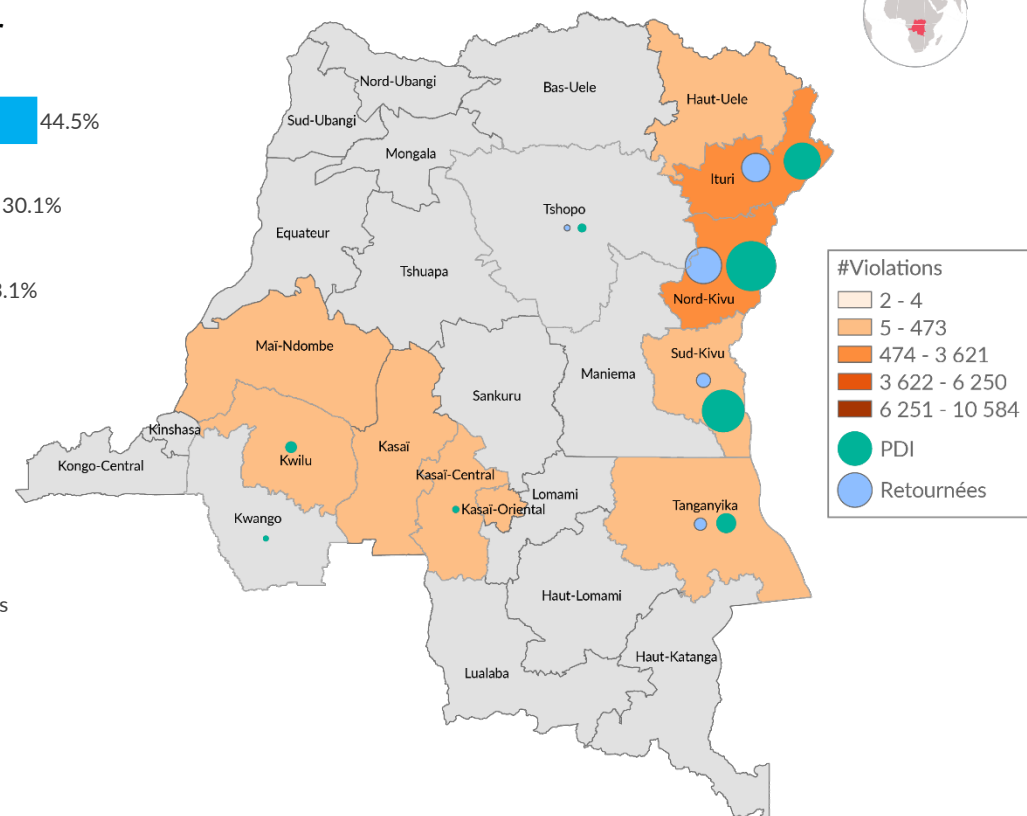 44.5%
30.1%
3.1%
s
Nord-Ubangi
Bas-Uele
Haut-Uele
Sud-Ubangi
Mongala
Ituri
Tshopo
Equateur
Tshuapa
Nord-Kivu
Maï-Ndombe
Sud-Kivu
Maniema
Sankuru
Kinshasa
Kasaï
Kwilu
Kongo-Central
Kasaï-Central
Lomami
Kasaï-Oriental
Tanganyika
Kwango
Haut-Lomami
Haut-Katanga
Lualaba
#Violations
2 - 4
5 - 473
474 - 3 621
3 622 - 6 250
6 251 - 10 584
PDI
Retournées